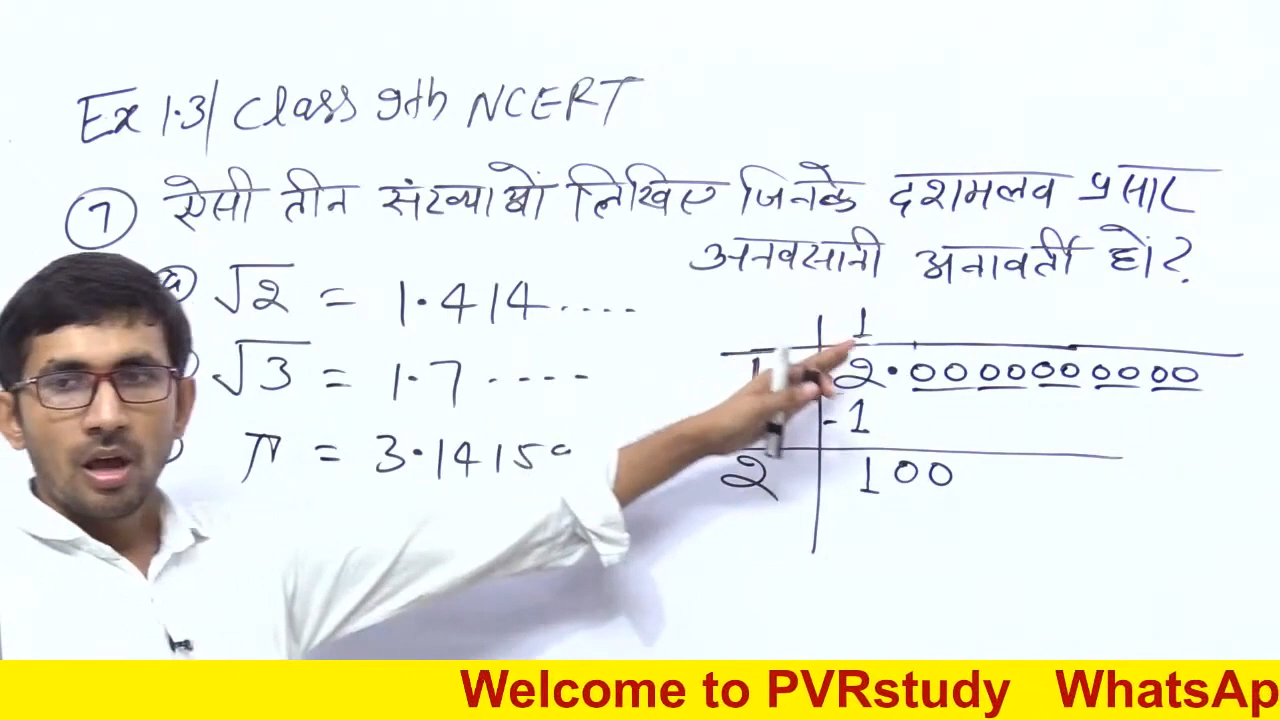 Ex 1.3/ Class 9th NCERT
7 ऐसी तीन संख्याओं लिखिए जिनके दशमलव प्रसार
अनवसानी अनावर्ती हों?
a) √2 = 1.414....
√3 = 1.7....
π = 3.1415
1
2.0000000000
-1
2 100
Welcome to PVRstudy WhatsAp